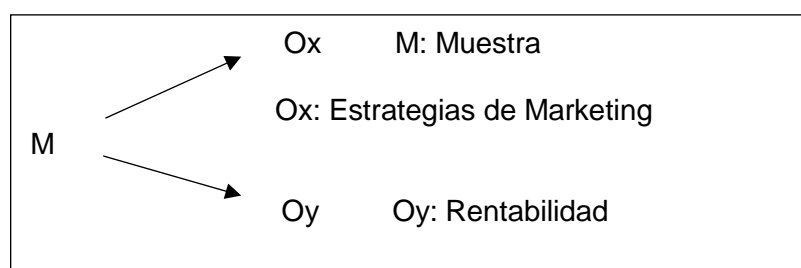 Ox M: Muestra
Ox: Estrategias de Marketing
M
Oy Oy: Rentabilidad